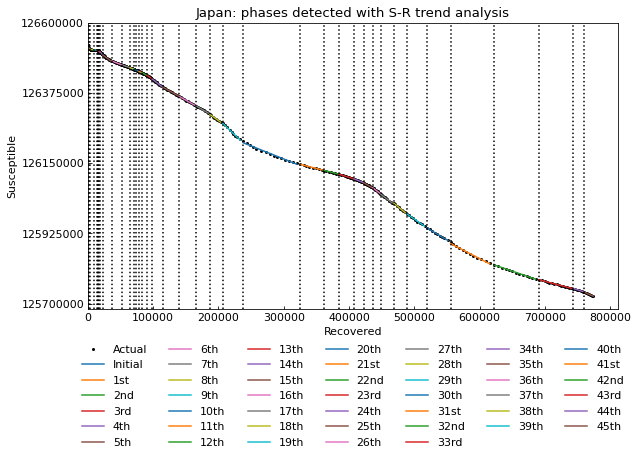 Japan: phases detected with S-R trend analysis
126600000
126375000
126150000
125925000
125700000
Susceptible
0 100000 200000 300000 400000 500000 600000 700000 800000
Recovered
Actual 6th 13th 20th 27th 34th 40th
Initial 7th 14th 21st 28th 35th 41st
1st 8th 15th 22nd 29th 36th 42nd
2nd 9th 16th 23rd 30th 37th 43rd
3rd 10th 17th 24th 31st 38th 44th
4th 11th 18th 25th 32nd 39th 45th
5th 12th 19th 26th 33rd